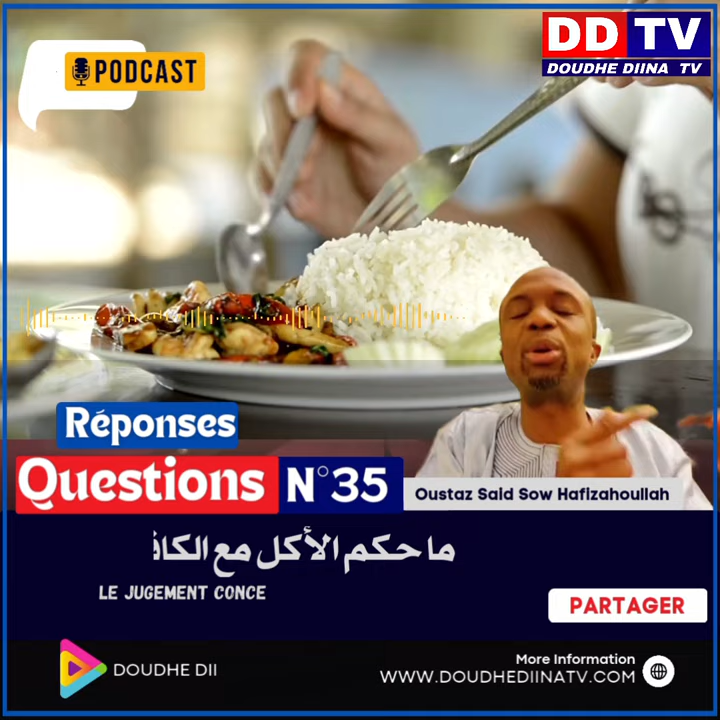 PODCAST
DD TV
DOUDHE DIINA TV
Réponses
Questions N°35
Oustaz Said Sow Hafizahoullah
ما حكم الأكل مع الكاف
LE JUGEMENT CONCE
PARTAGER
DOUDHE DII
More Information
WWW.DOUDHEDIINATV.COM